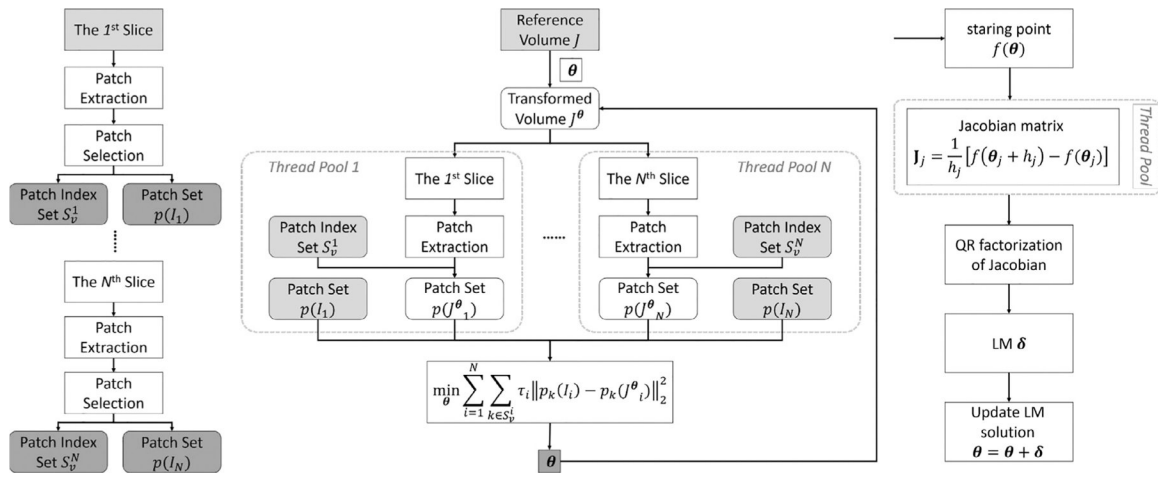 The 1st Slice
Patch
Extraction
Patch
Selection
Patch Index
Set S_v^1
Patch Set
p(I_1)
The Nth Slice
Patch
Extraction
Patch
Selection
Patch Index
Set S_v^N
Patch Set
p(I_N)
Reference
Volume J
θ
Transformed
Volume J^θ
Thread Pool 1
The 1st Slice
Patch Index
Set S_v^1
Patch
Extraction
Patch Set
p(I_1)
Patch Set
p(J^θ_1)
......
Thread Pool N
The Nth Slice
Patch
Extraction
Patch Index
Set S_v^N
Patch Set
p(J^θ_N)
Patch Set
p(I_N)
min_θ ∑_{i=1}^{N} ∑_{k∈S_v^i} τ_i‖p_k(I_i) − p_k(J^θ_i)‖_2^2
θ
staring point
f(θ)
Thread Pool
Jacobian matrix
J_j = 1/h_j [f(θ_j + h_j) − f(θ_j)]
QR factorization
of Jacobian
LM δ
Update LM
solution
θ = θ + δ